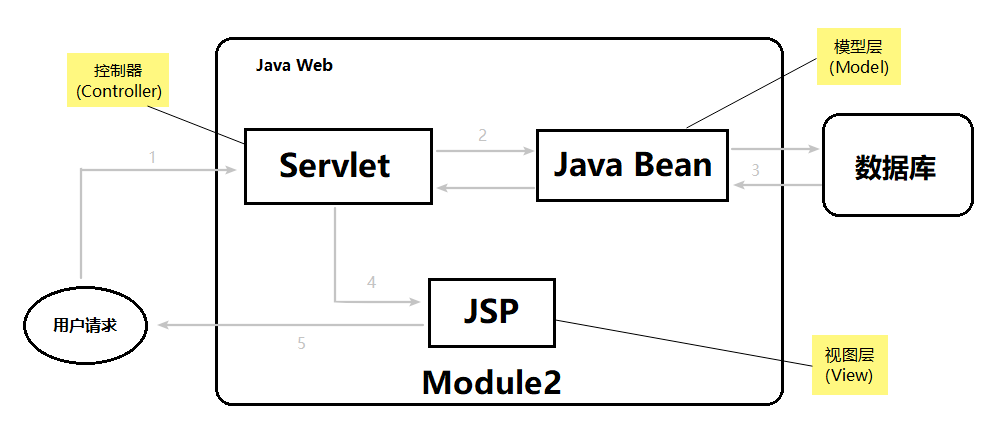 模型层
(Model)
Java Web
控制器
(Controller)
1
Servlet
2
Java Bean
3
数据库
4
JSP
用户请求
5
视图层
(View)
Module2